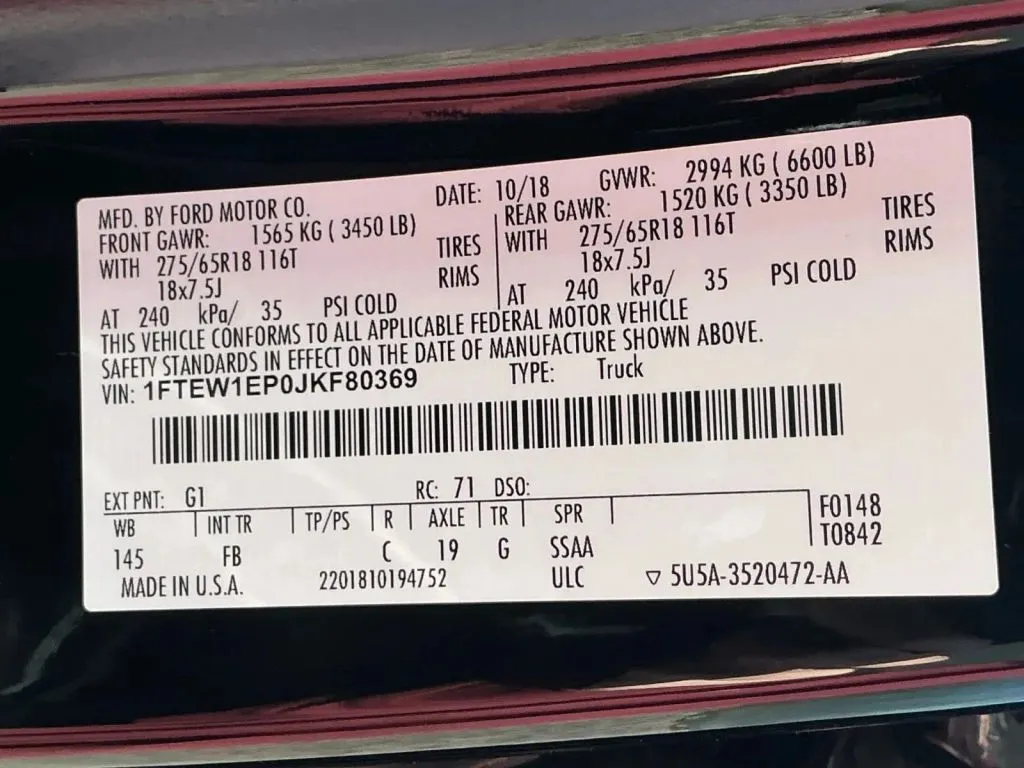 MFD. BY FORD MOTOR CO. DATE: 10/18 GVWR: 2994 KG ( 6600 LB)
FRONT GAWR: 1565 KG ( 3450 LB) REAR GAWR: 1520 KG ( 3350 LB)
WITH 275/65R18 116T TIRES WITH 275/65R18 116T TIRES
18x7.5J RIMS 18x7.5J RIMS
AT 240 kPa/ 35 PSI COLD AT 240 kPa/ 35 PSI COLD
THIS VEHICLE CONFORMS TO ALL APPLICABLE FEDERAL MOTOR VEHICLE
SAFETY STANDARDS IN EFFECT ON THE DATE OF MANUFACTURE SHOWN ABOVE.
VIN: 1FTEW1EP0JKF80369 TYPE: Truck
EXT PNT: G1 RC: 71 DSO:
WB INT TR TP/PS R AXLE TR SPR F0148
T0842
145 FB C 19 G SSAA
MADE IN U.S.A. 2201810194752 ULC ▽ 5U5A-3520472-AA